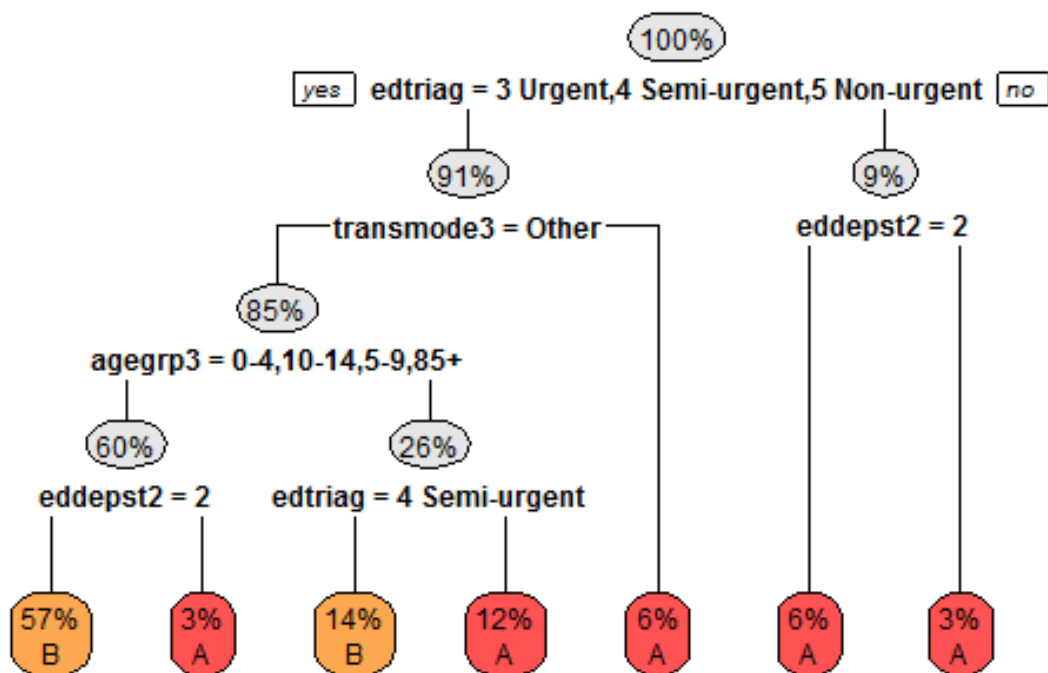 100%
yes edtriag = 3 Urgent,4 Semi-urgent,5 Non-urgent no
91% 9%
transmode3 = Other eddepst2 = 2
85%
agegrp3 = 0-4,10-14,5-9,85+
60% 26%
eddepst2 = 2 edtriag = 4 Semi-urgent
57% 3% 14% 12% 6% 6% 3%
B A B A A A A